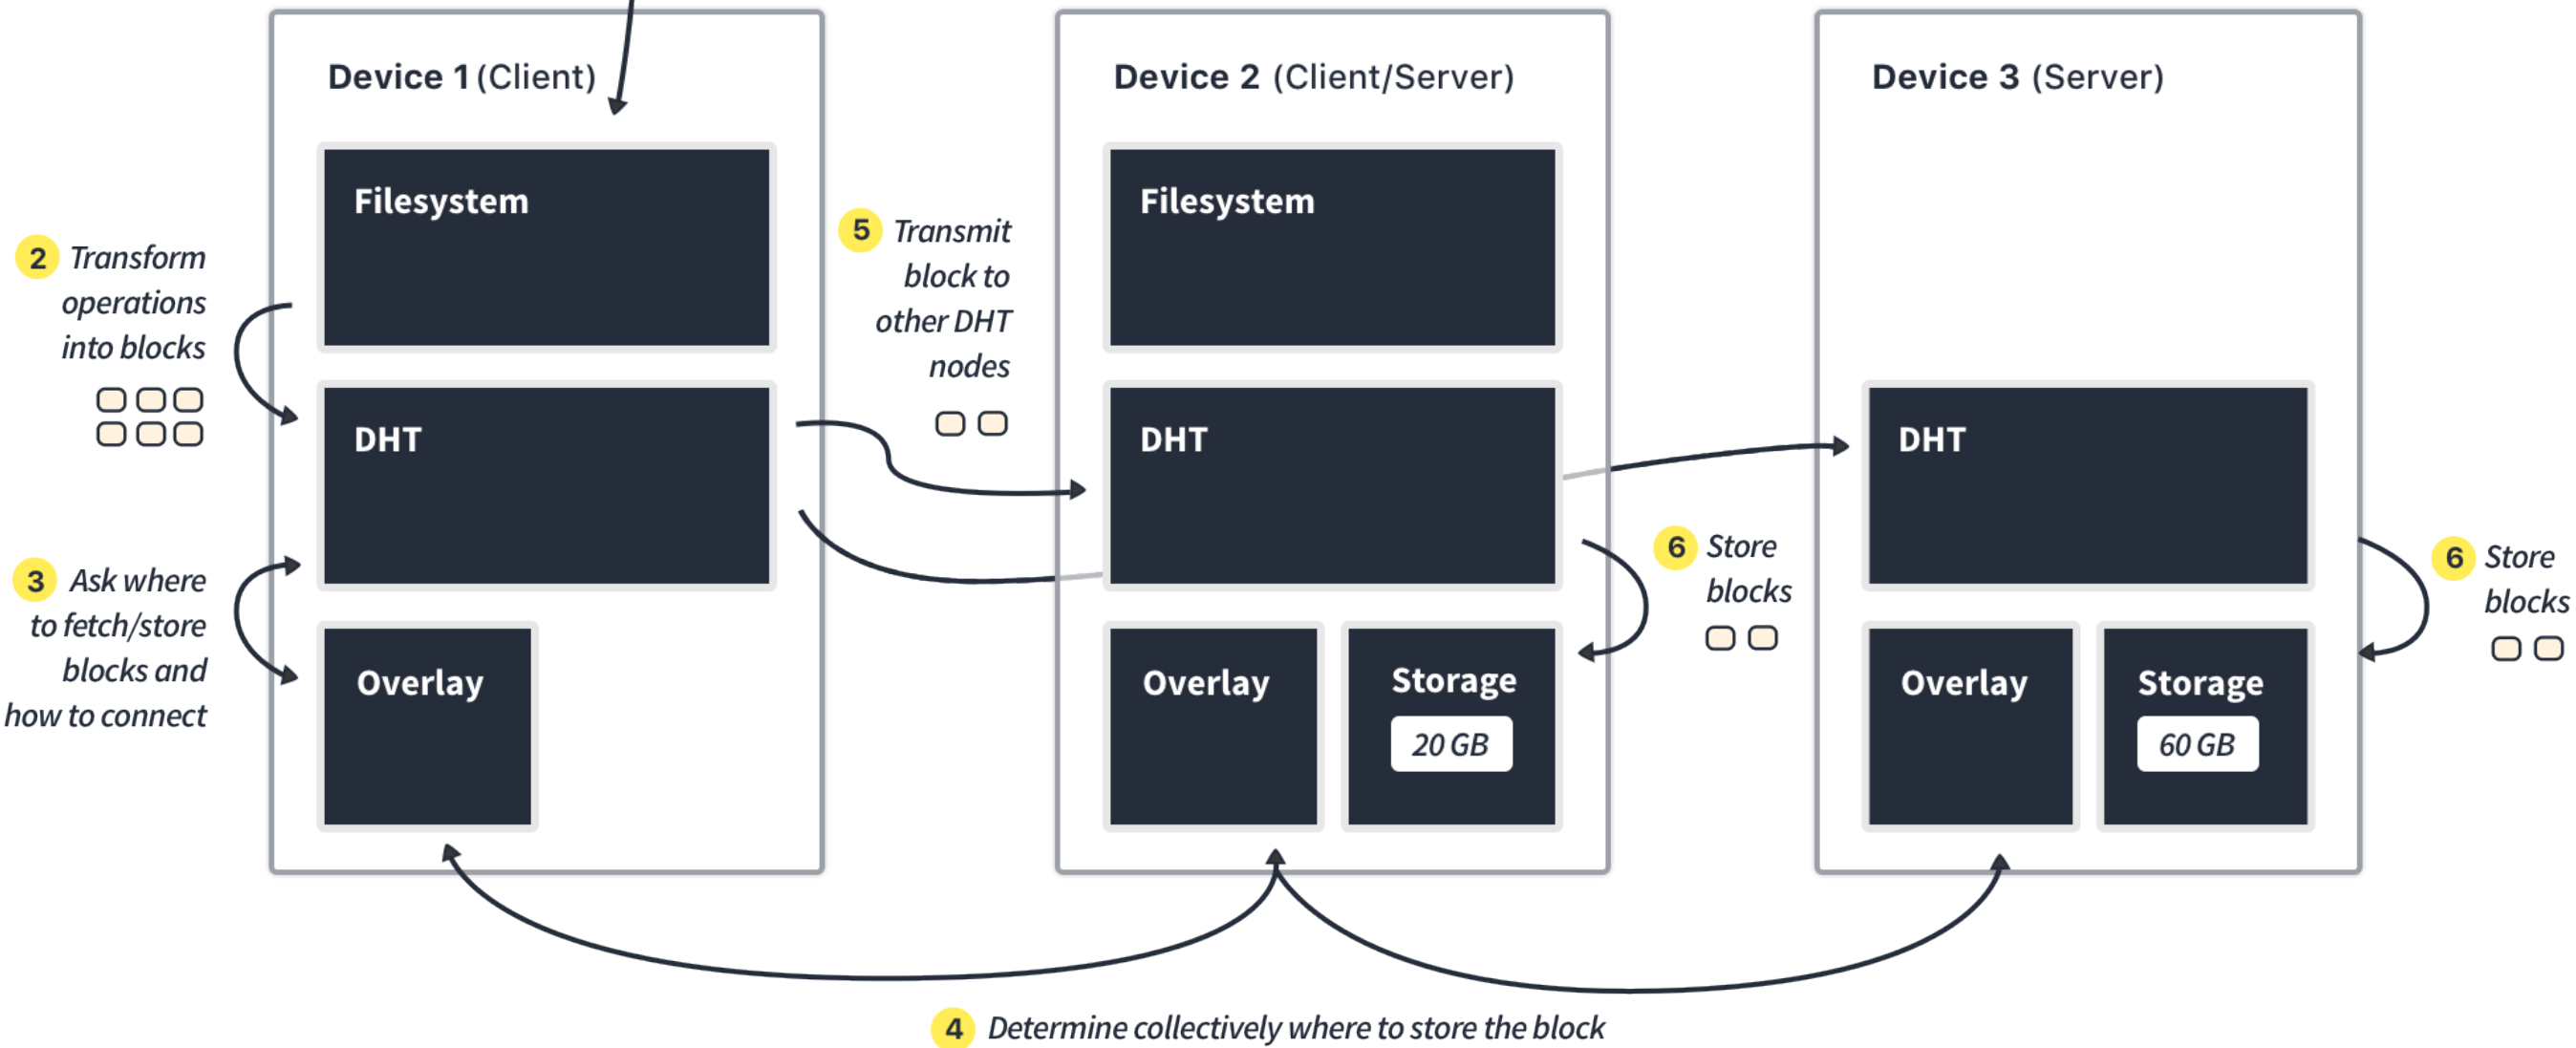 Device 1 (Client)
Filesystem
DHT
Overlay
2 Transform
operations
into blocks
3 Ask where
to fetch/store
blocks and
how to connect
5 Transmit
block to
other DHT
nodes
Device 2 (Client/Server)
Filesystem
DHT
Overlay
Storage
20 GB
6 Store
blocks
Device 3 (Server)
DHT
Overlay
Storage
60 GB
6 Store
blocks
4 Determine collectively where to store the block